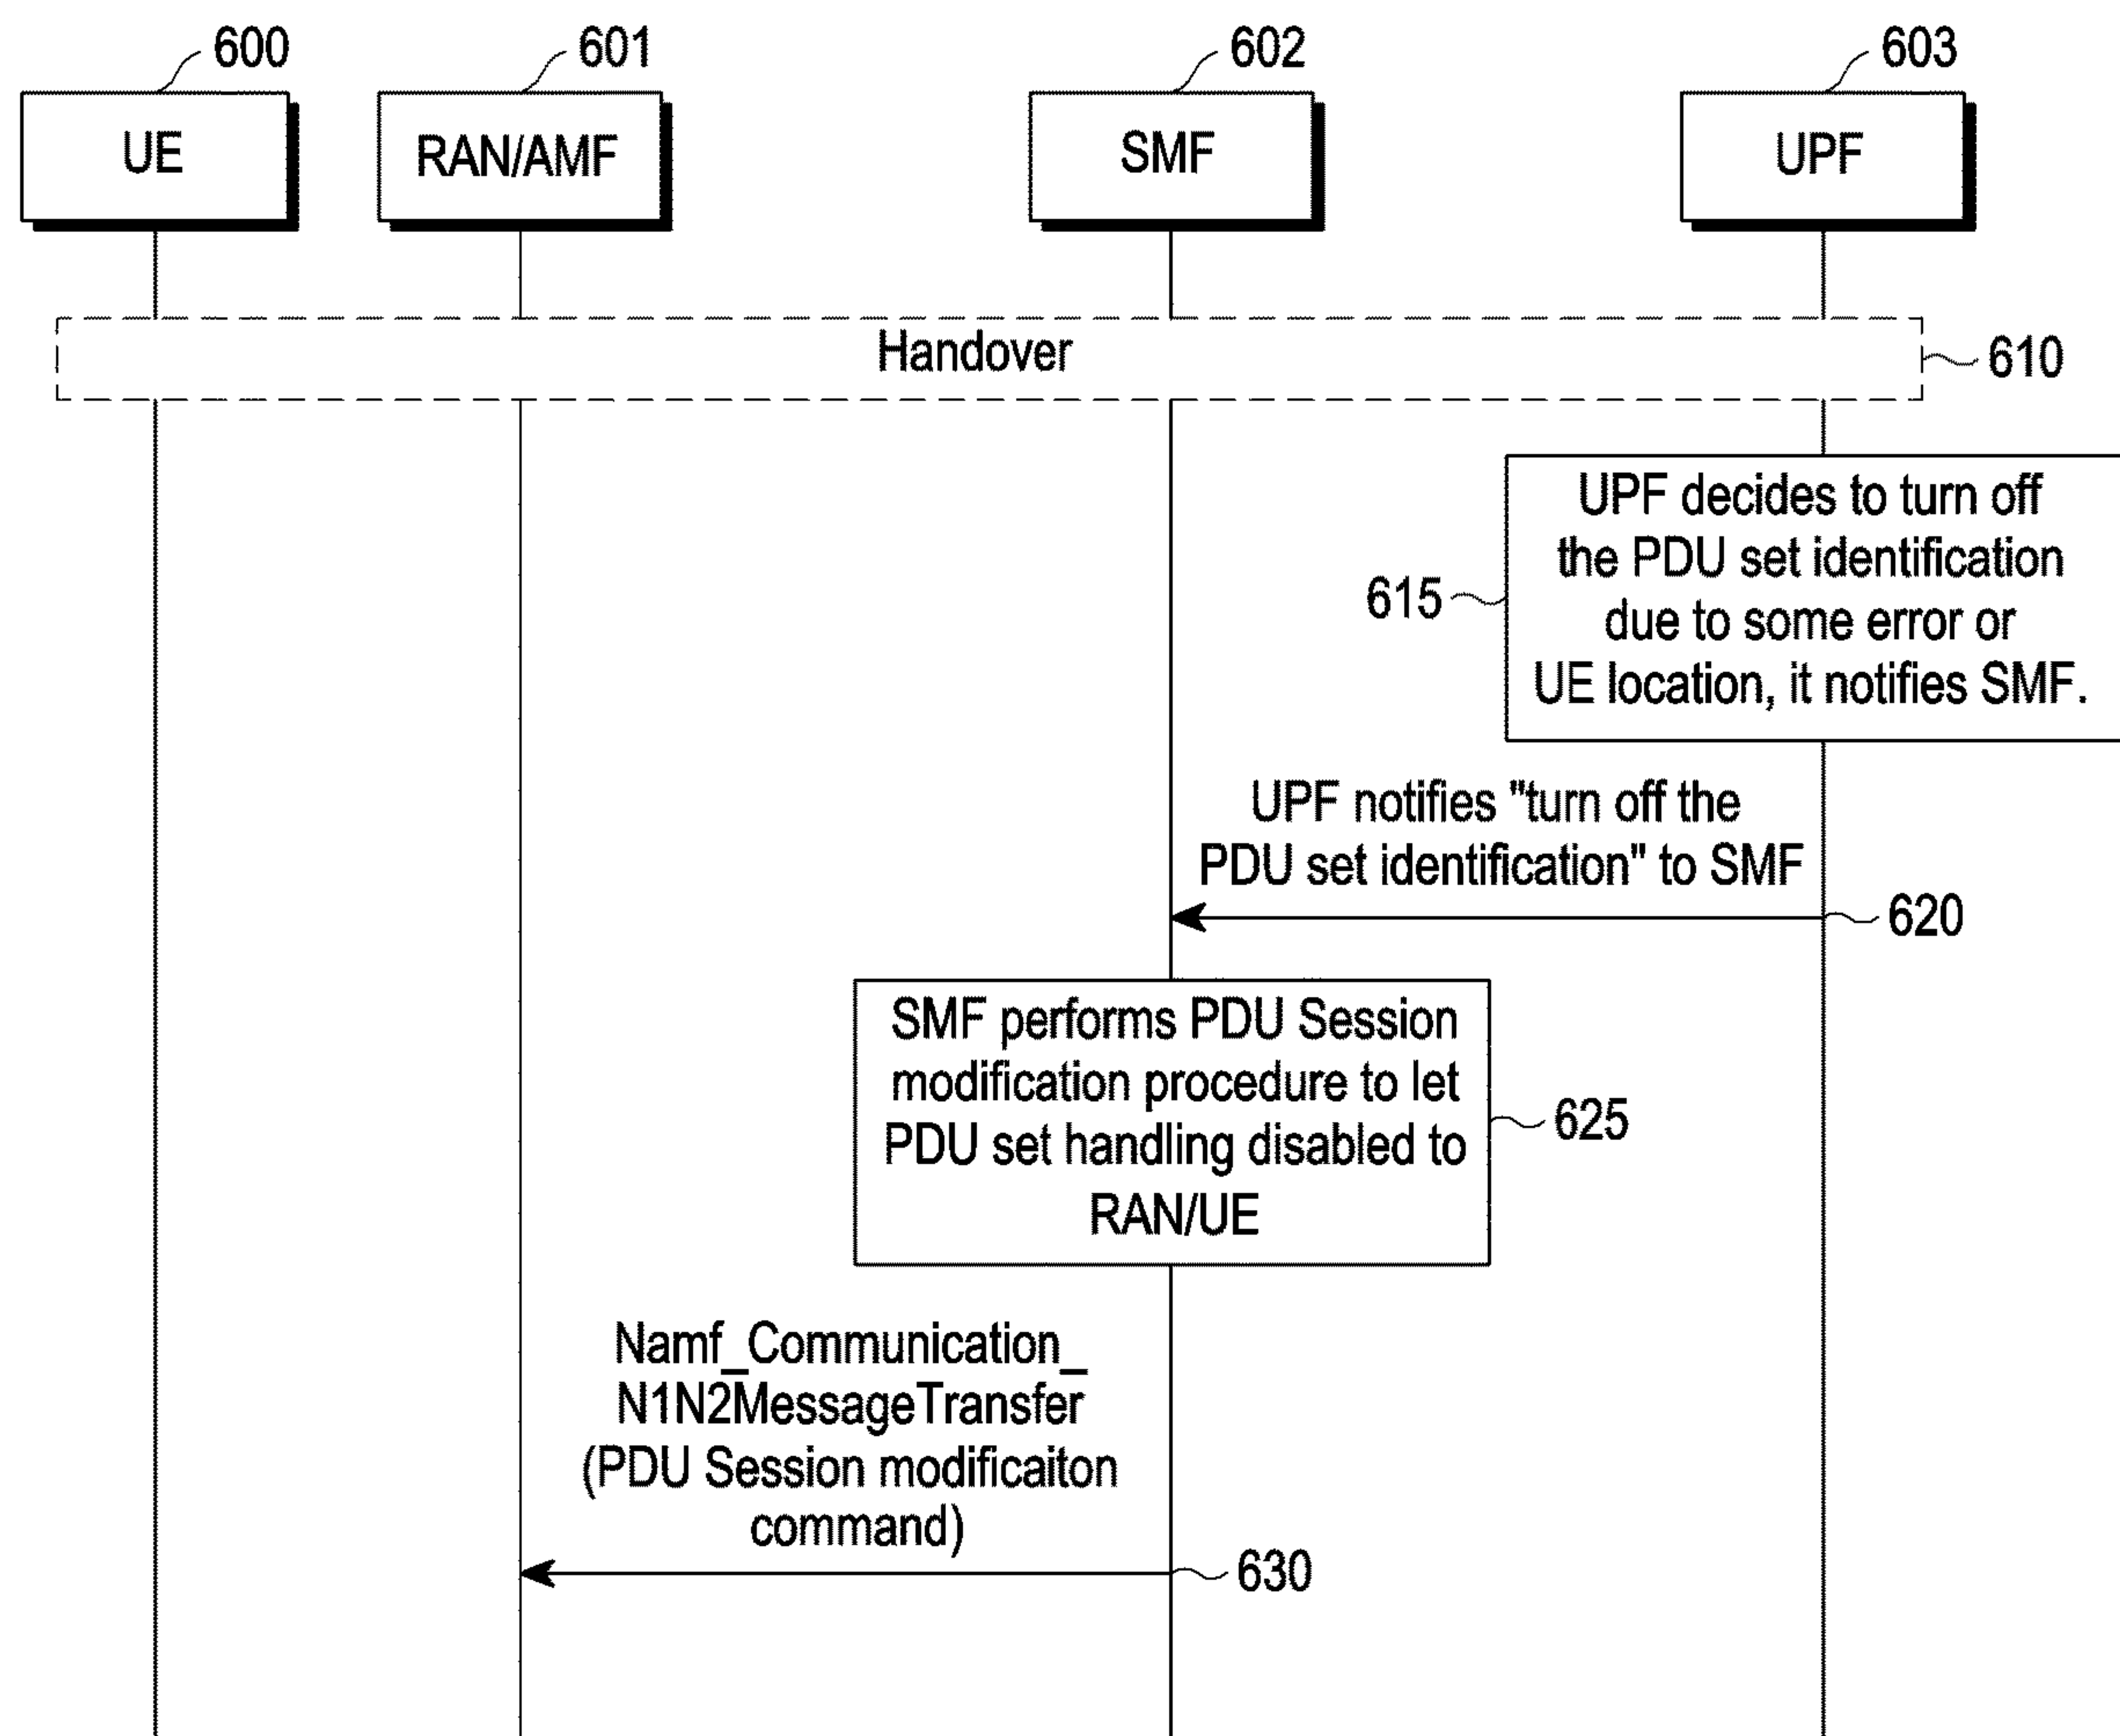 600
601
602
603
UE
RAN/AMF
SMF
UPF
Handover
610
UPF decides to turn off
the PDU set identification
due to some error or
UE location, it notifies SMF.
615
UPF notifies "turn off the
PDU set identification" to SMF
620
SMF performs PDU Session
modification procedure to let
PDU set handling disabled to
RAN/UE
625
Namf_Communication_
N1N2MessageTransfer
(PDU Session modificaiton
command)
630